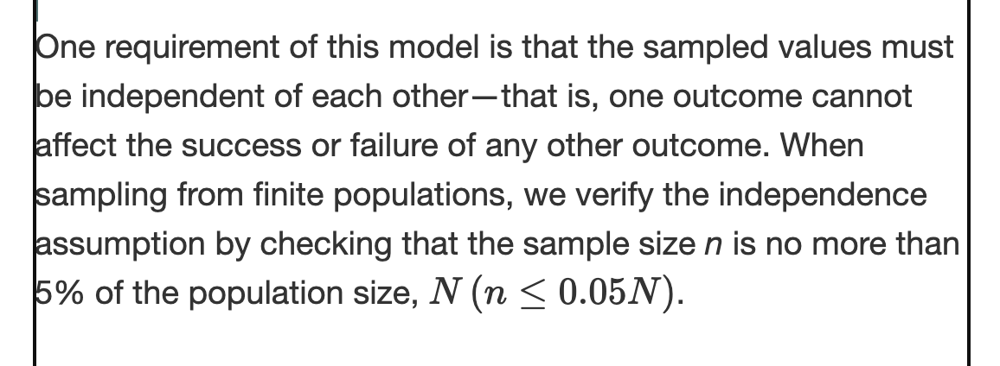 One requirement of this model is that the sampled values must
be independent of each other—that is, one outcome cannot
affect the success or failure of any other outcome. When
sampling from finite populations, we verify the independence
assumption by checking that the sample size n is no more than
5% of the population size, N (n ≤ 0.05N).